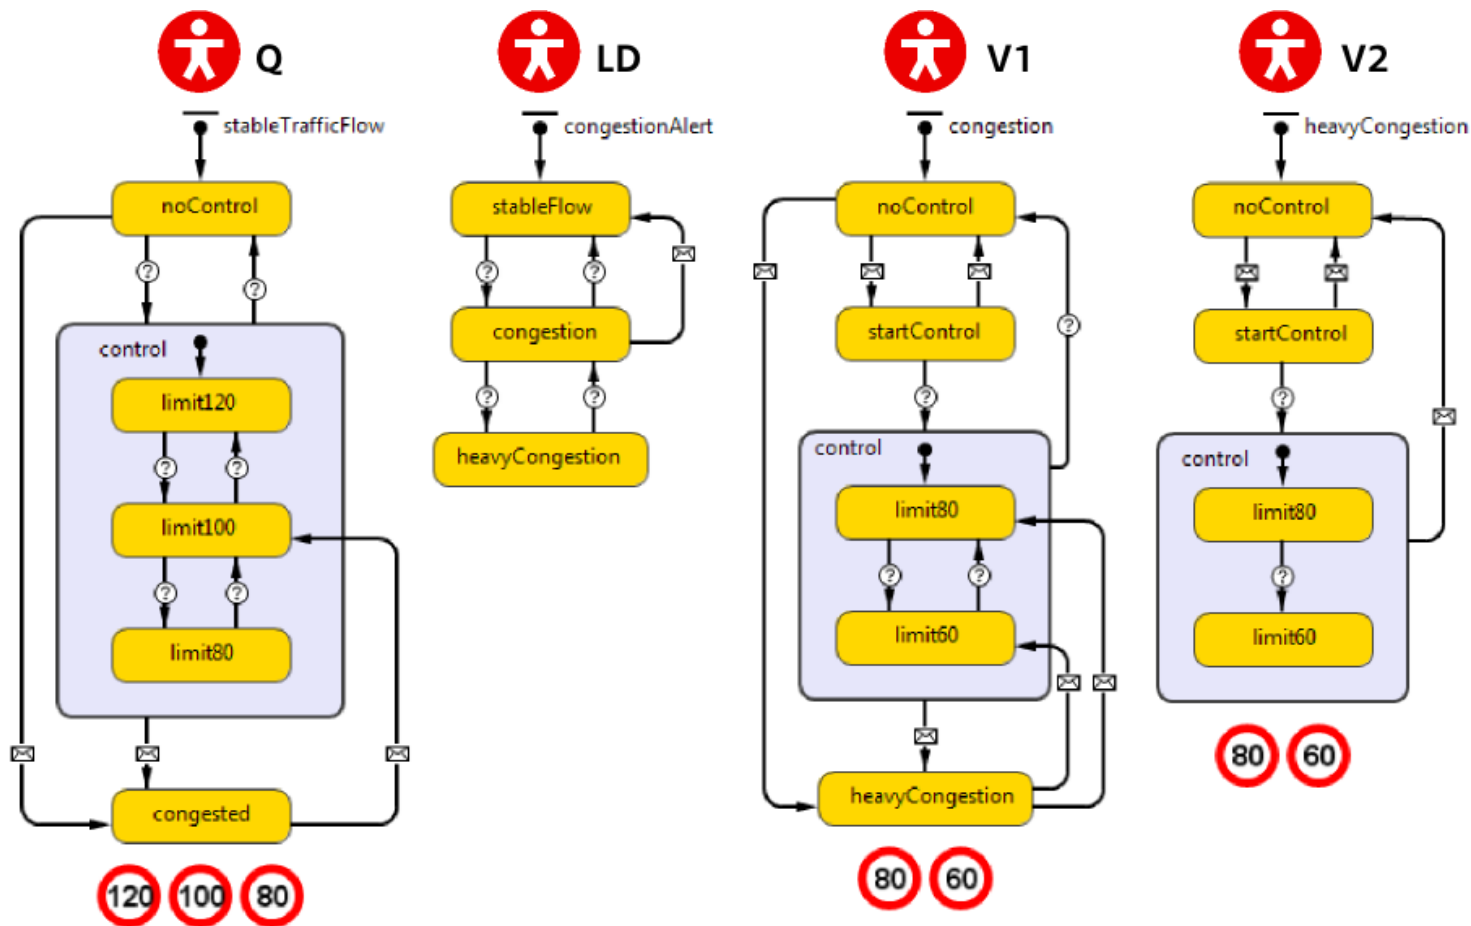 Q
LD
V1
V2
stableTrafficFlow
congestionAlert
congestion
heavyCongestion
noControl
stableFlow
noControl
noControl
?
?
?
?
?
control
congestion
startControl
startControl
limit120
?
?
?
?
heavyCongestion
control
control
?
?
limit100
limit80
limit80
?
?
?
?
?
limit80
limit60
limit60
congested
heavyCongestion
80
60
120
100
80
80
60